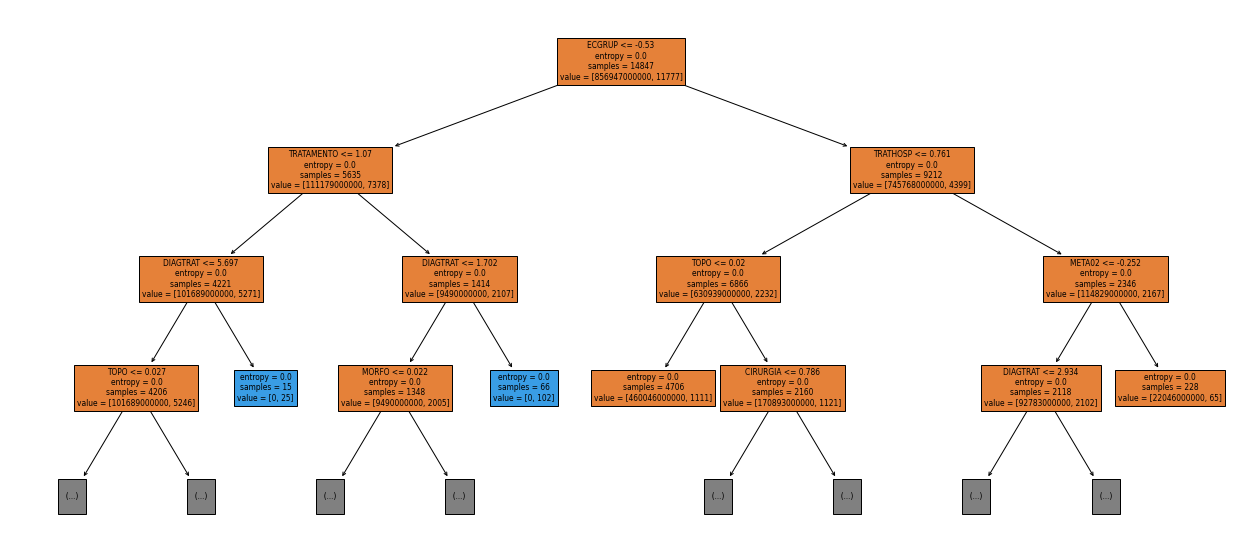 ECGRUP <= -0.53
entropy = 0.0
samples = 14847
value = [856947000000, 11777]
TRATAMENTO <= 1.07
entropy = 0.0
samples = 5635
value = [111179000000, 7378]
TRATHOSP <= 0.761
entropy = 0.0
samples = 9212
value = [745768000000, 4399]
DIAGTRAT <= 5.697
entropy = 0.0
samples = 4221
value = [101689000000, 5271]
DIAGTRAT <= 1.702
entropy = 0.0
samples = 1414
value = [9490000000, 2107]
TOPO <= 0.02
entropy = 0.0
samples = 6866
value = [630939000000, 2232]
META02 <= -0.252
entropy = 0.0
samples = 2346
value = [114829000000, 2167]
TOPO <= 0.027
entropy = 0.0
samples = 4206
value = [101689000000, 5246]
entropy = 0.0
samples = 15
value = [0, 25]
MORFO <= 0.022
entropy = 0.0
samples = 1348
value = [9490000000, 2005]
entropy = 0.0
samples = 66
value = [0, 102]
entropy = 0.0
samples = 4706
value = [460046000000, 1111]
CIRURGIA <= 0.786
entropy = 0.0
samples = 2160
value = [170893000000, 1121]
DIAGTRAT <= 2.934
entropy = 0.0
samples = 2118
value = [92783000000, 2102]
entropy = 0.0
samples = 228
value = [22046000000, 65]
(...)
(...)
(...)
(...)
(...)
(...)
(...)
(...)